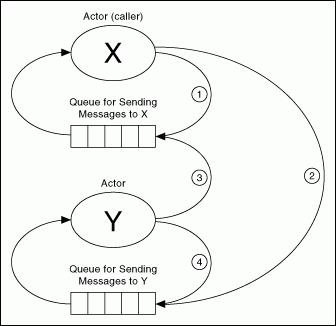 Actor (caller)
X
1
Queue for Sending
Messages to X
3
2
Actor
Y
4
Queue for Sending
Messages to Y